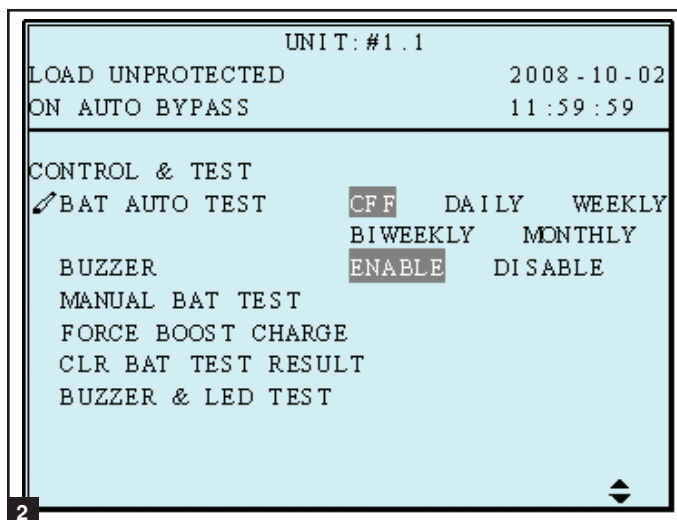 UNIT:#1.1
LOAD UNPROTECTED 2008-10-02
ON AUTO BYPASS 11:59:59
CONTROL & TEST
BAT AUTO TEST CFF DAILY WEEKLY
BIWEEKLY MONTHLY
BUZZER ENABLE DISABLE
MANUAL BAT TEST
FORCE BOOST CHARGE
CLR BAT TEST RESULT
BUZZER & LED TEST
2